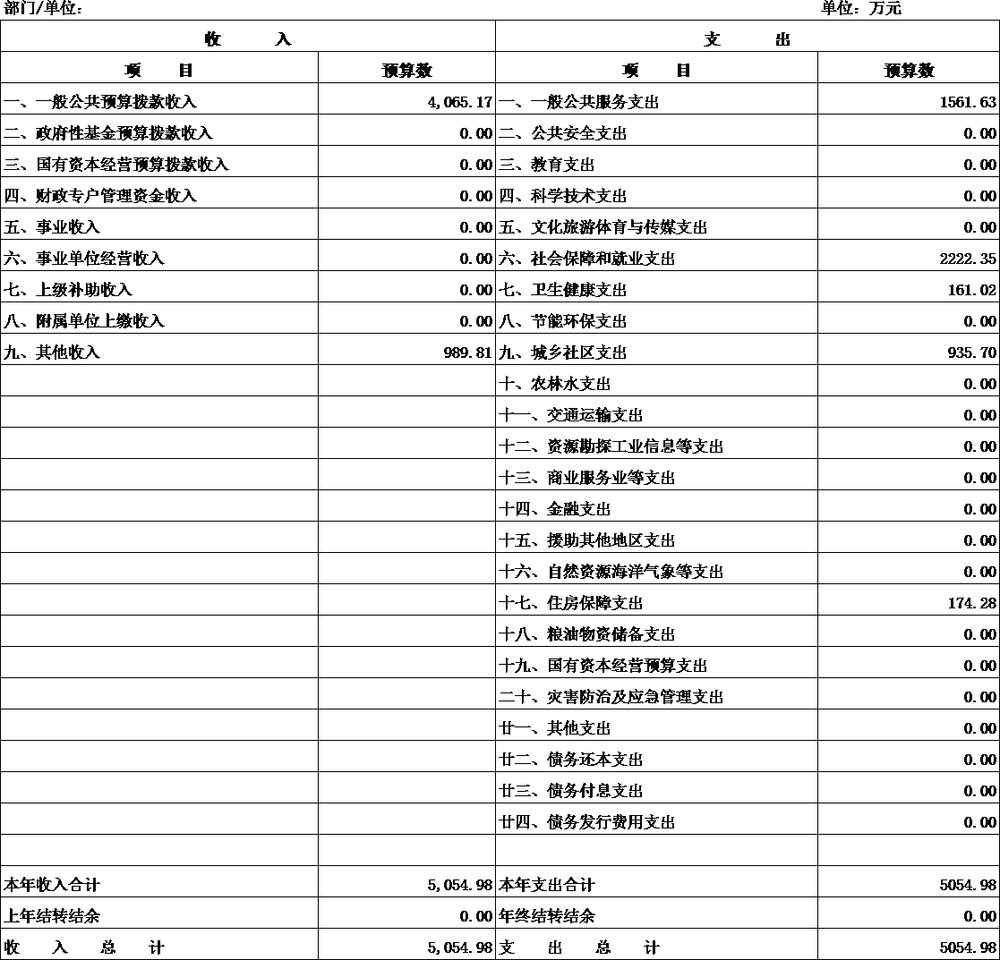 部门/单位: 单位: 万元
收 入 支 出
项 目 预算数 项 目 预算数
一、一般公共预算拨款收入 4,065.17 一、一般公共服务支出 1561.63
二、政府性基金预算拨款收入 0.00 二、公共安全支出 0.00
三、国有资本经营预算拨款收入 0.00 三、教育支出 0.00
四、财政专户管理资金收入 0.00 四、科学技术支出 0.00
五、事业收入 0.00 五、文化旅游体育与传媒支出 0.00
六、事业单位经营收入 0.00 六、社会保障和就业支出 2222.35
七、上级补助收入 0.00 七、卫生健康支出 161.02
八、附属单位上缴收入 0.00 八、节能环保支出 0.00
九、其他收入 989.81 九、城乡社区支出 935.70
十、农林水支出 0.00
十一、交通运输支出 0.00
十二、资源勘探工业信息等支出 0.00
十三、商业服务业等支出 0.00
十四、金融支出 0.00
十五、援助其他地区支出 0.00
十六、自然资源海洋气象等支出 0.00
十七、住房保障支出 174.28
十八、粮油物资储备支出 0.00
十九、国有资本经营预算支出 0.00
二十、灾害防治及应急管理支出 0.00
廿一、其他支出 0.00
廿二、债务还本支出 0.00
廿三、债务付息支出 0.00
廿四、债务发行费用支出 0.00
本年收入合计 5,054.98 本年支出合计 5054.98
上年结转结余 0.00 年终结转结余 0.00
收 入 总 计 5,054.98 支 出 总 计 5054.98